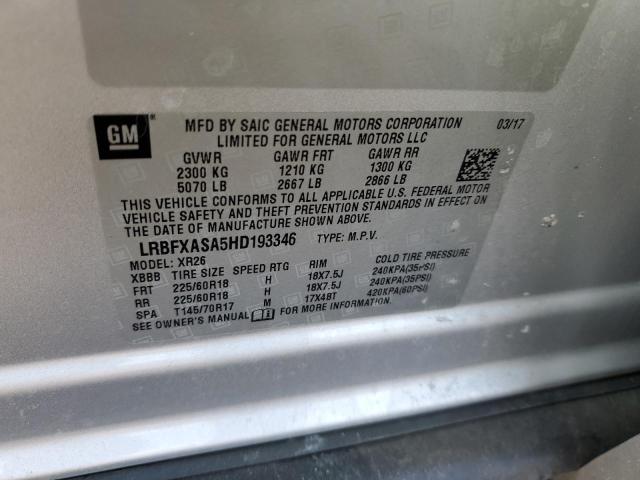 GM
MFD BY SAIC GENERAL MOTORS CORPORATION 03/17
LIMITED FOR GENERAL MOTORS LLC
GVWR GAWR FRT GAWR RR
2300 KG 1210 KG 1300 KG
5070 LB 2667 LB 2866 LB
THIS VEHICLE CONFORMS TO ALL APPLICABLE U.S. FEDERAL MOTOR
VEHICLE SAFETY AND THEFT PREVENTION STANDARDS IN EFFECT ON
THE DATE OF MANUFACTURE SHOWN ABOVE.
LRBFXASA5HD193346 TYPE: M.P.V.
MODEL: XR26
XBBB TIRE SIZE SPEED RTG RIM COLD TIRE PRESSURE
FRT 225/60R18 H 18X7.5J 240KPA(35PSI)
RR 225/60R18 H 18X7.5J 240KPA(35PSI)
SPA T145/70R17 M 17X4BT 420KPA(60PSI)
SEE OWNER'S MANUAL FOR MORE INFORMATION.